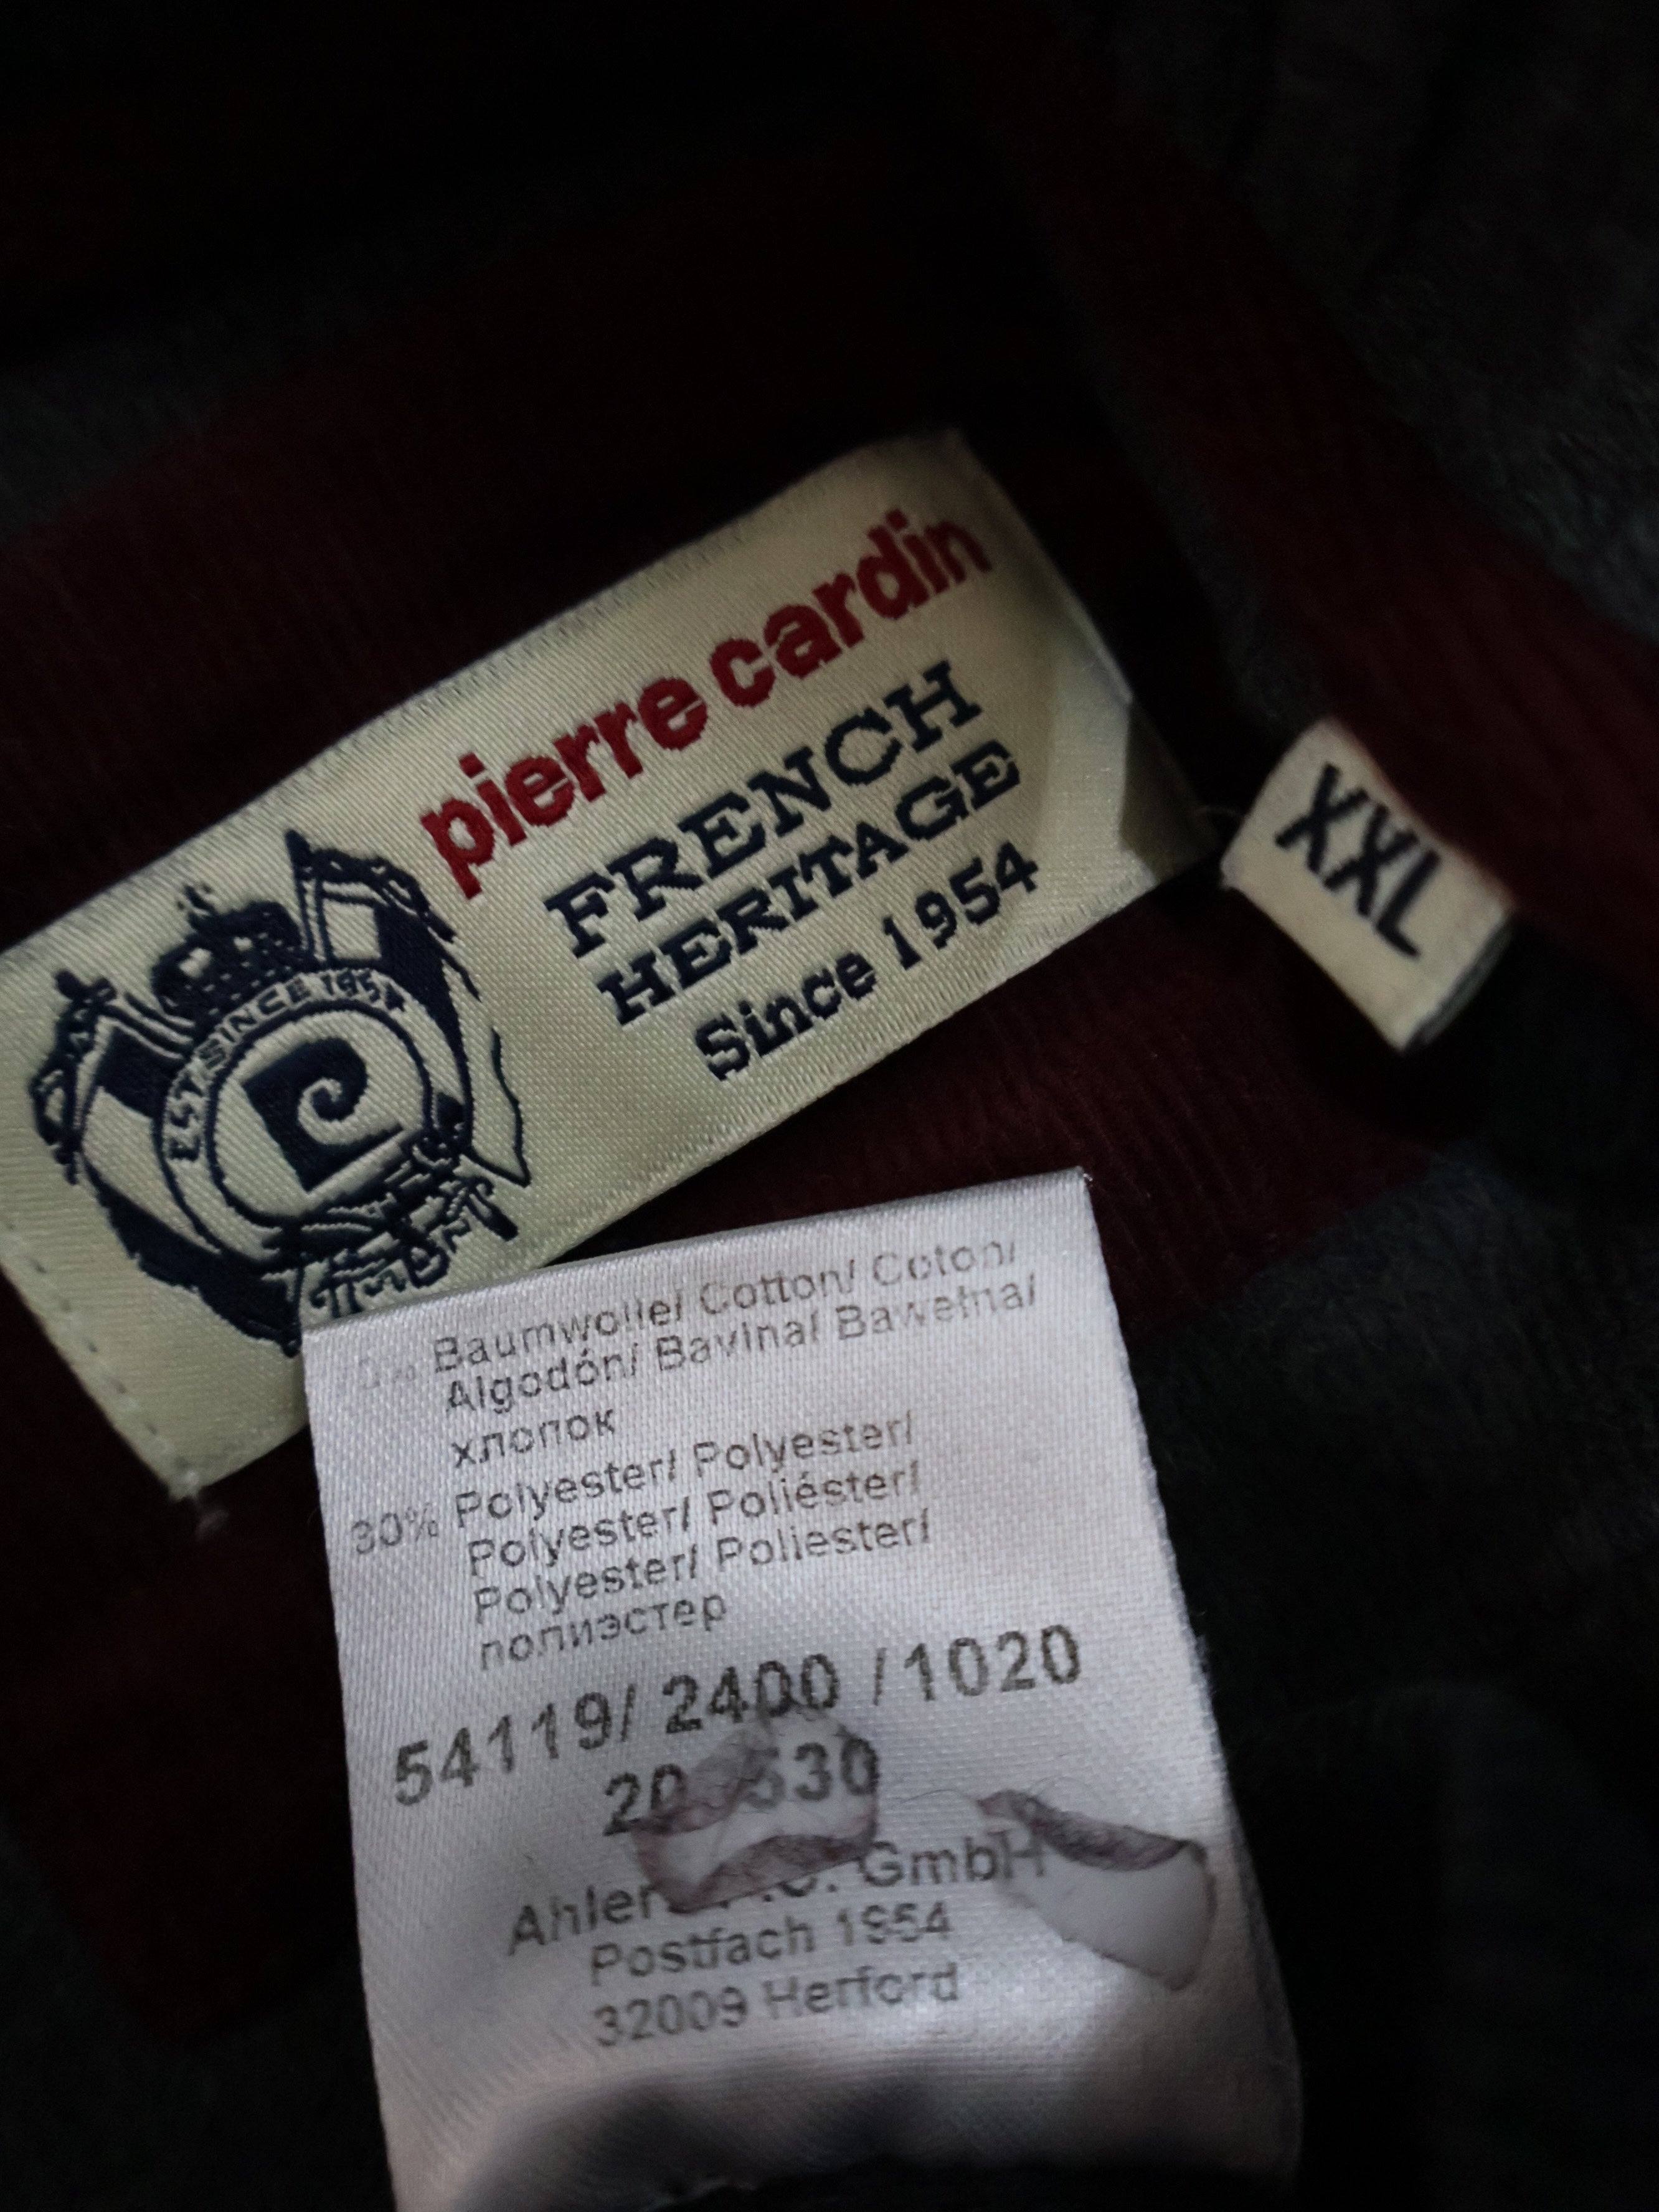 pierre cardin
FRENCH
HERITAGE
Since 1954
EST. SINCE 1954
XXL
Baumwolle/ Cotton/ Coton/
Algodón/ Bavlna/ Bawełna/
хлопок
30% Polyester/ Polyester/
Polyester/ Poliéster/
Polyester/ Poliester/
полиэстер
54119/ 2400 / 1020
GmbH
Postfach 1954
32009 Herford